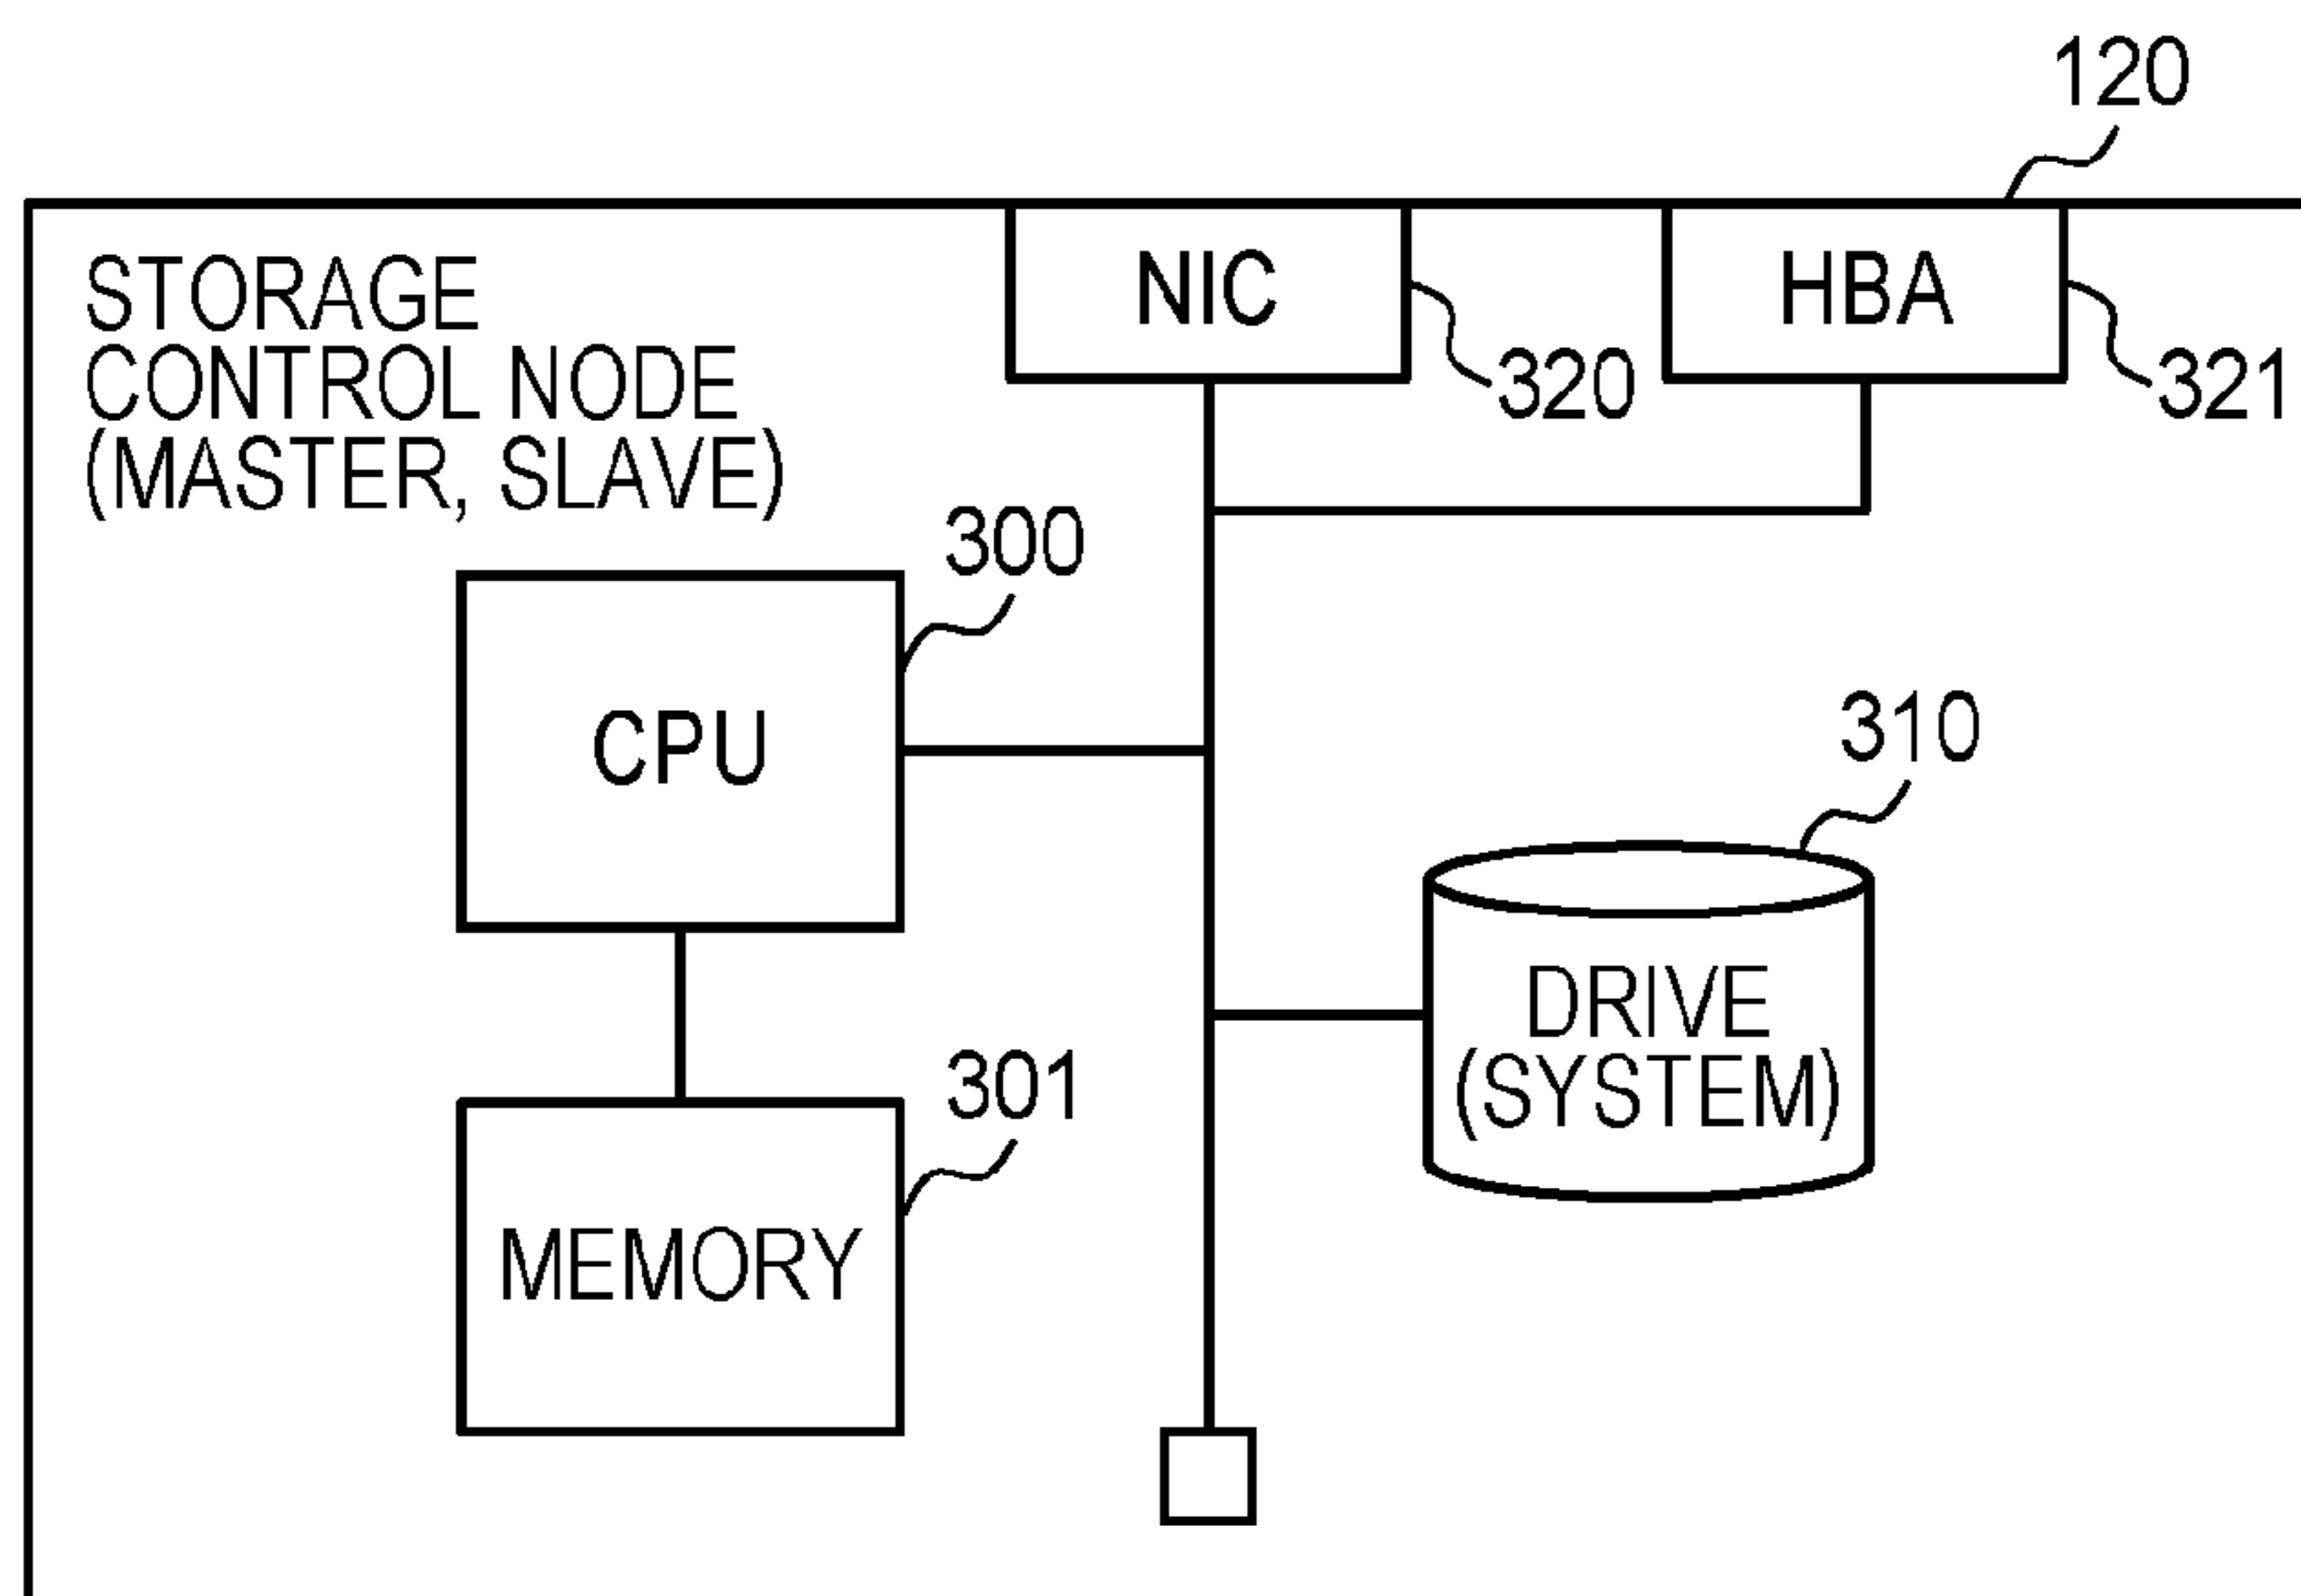 120
STORAGE
CONTROL NODE
(MASTER, SLAVE)
NIC
320
HBA
321
300
CPU
310
DRIVE
(SYSTEM)
301
MEMORY